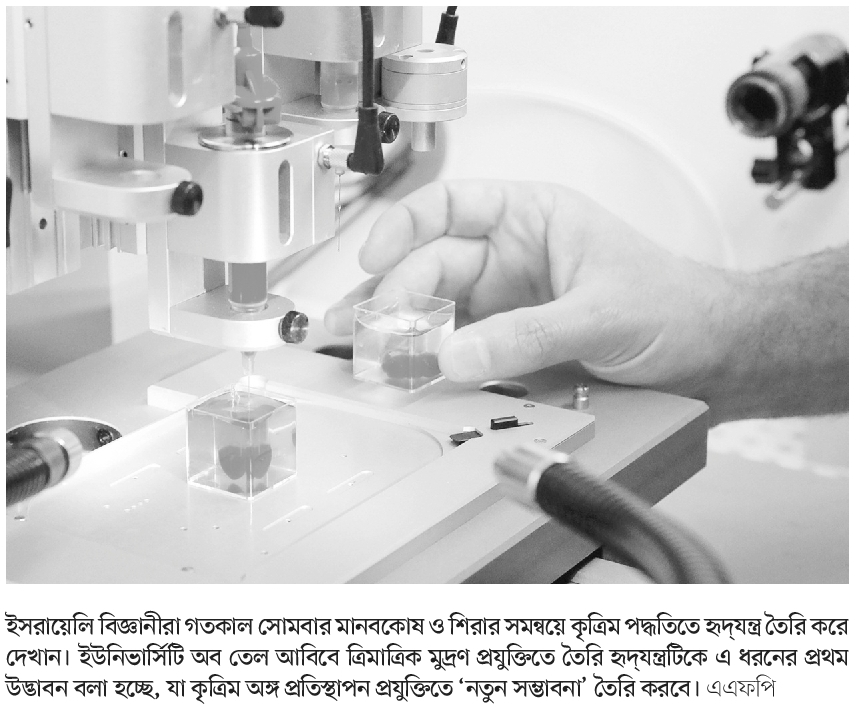 ইসরায়েলি বিজ্ঞানীরা গতকাল সোমবার মানবকোষ ও শিরার সমন্বয়ে কৃত্রিম পদ্ধতিতে হৃদ্‌যন্ত্র তৈরি করে
দেখান। ইউনিভার্সিটি অব তেল আবিবে ত্রিমাত্রিক মুদ্রণ প্রযুক্তিতে তৈরি হৃদ্‌যন্ত্রটিকে এ ধরনের প্রথম
উদ্ভাবন বলা হচ্ছে, যা কৃত্রিম অঙ্গ প্রতিস্থাপন প্রযুক্তিতে ‘নতুন সম্ভাবনা’ তৈরি করবে। এএফপি